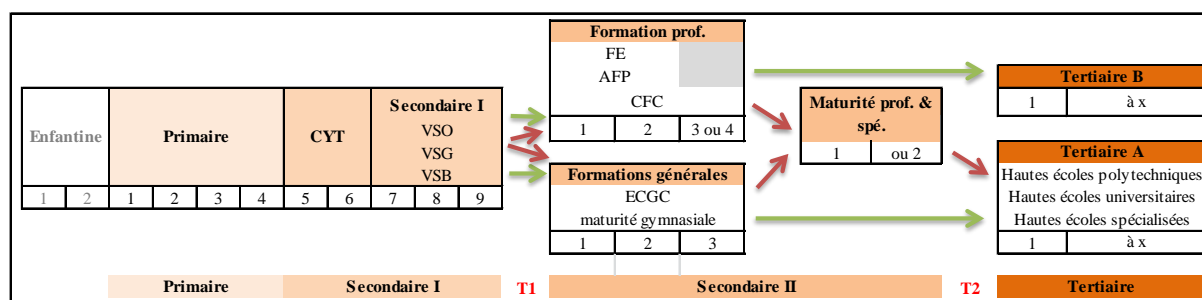 Enfantine
1 2
Primaire
1 2 3 4
CYT
5 6
Secondaire I
VSO
VSG
VSB
7 8 9
Formation prof.
FE
AFP
CFC
1 2 3 ou 4
Formations générales
ECGC
maturité gymnasiale
1 2 3
Maturité prof. &
spé.
1 ou 2
Tertiaire B
1 à x
Tertiaire A
Hautes écoles polytechniques
Hautes écoles universitaires
Hautes écoles spécialisées
1 à x
Primaire Secondaire I T1 Secondaire II T2 Tertiaire